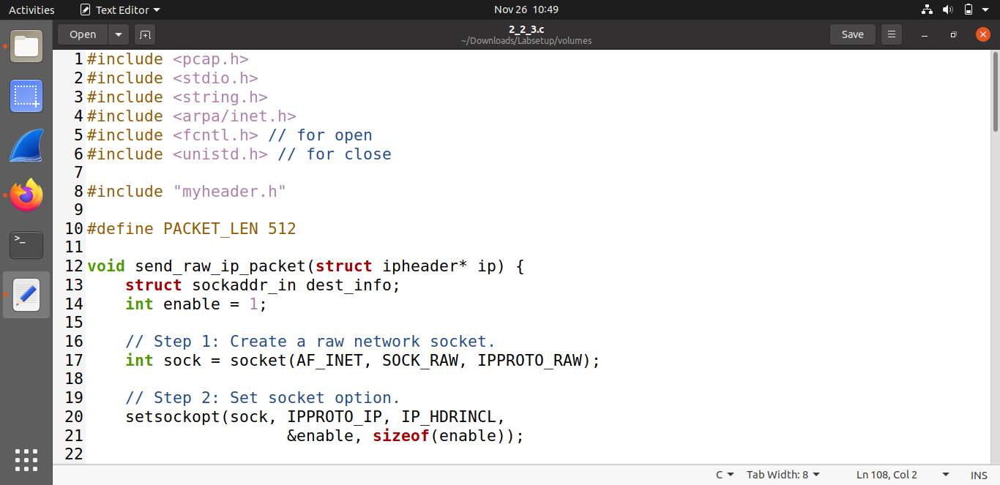 Activities Text Editor Nov 26 10:49
Open 2_2_3.c Save
~/Downloads/Labsetup/volumes
1 #include <pcap.h>
2 #include <stdio.h>
3 #include <string.h>
4 #include <arpa/inet.h>
5 #include <fcntl.h> // for open
6 #include <unistd.h> // for close
7
8 #include "myheader.h"
9
10 #define PACKET_LEN 512
11
12 void send_raw_ip_packet(struct ipheader* ip) {
13     struct sockaddr_in dest_info;
14     int enable = 1;
15
16     // Step 1: Create a raw network socket.
17     int sock = socket(AF_INET, SOCK_RAW, IPPROTO_RAW);
18
19     // Step 2: Set socket option.
20     setsockopt(sock, IPPROTO_IP, IP_HDRINCL,
21                      &enable, sizeof(enable));
22
C Tab Width: 8 Ln 108, Col 2 INS